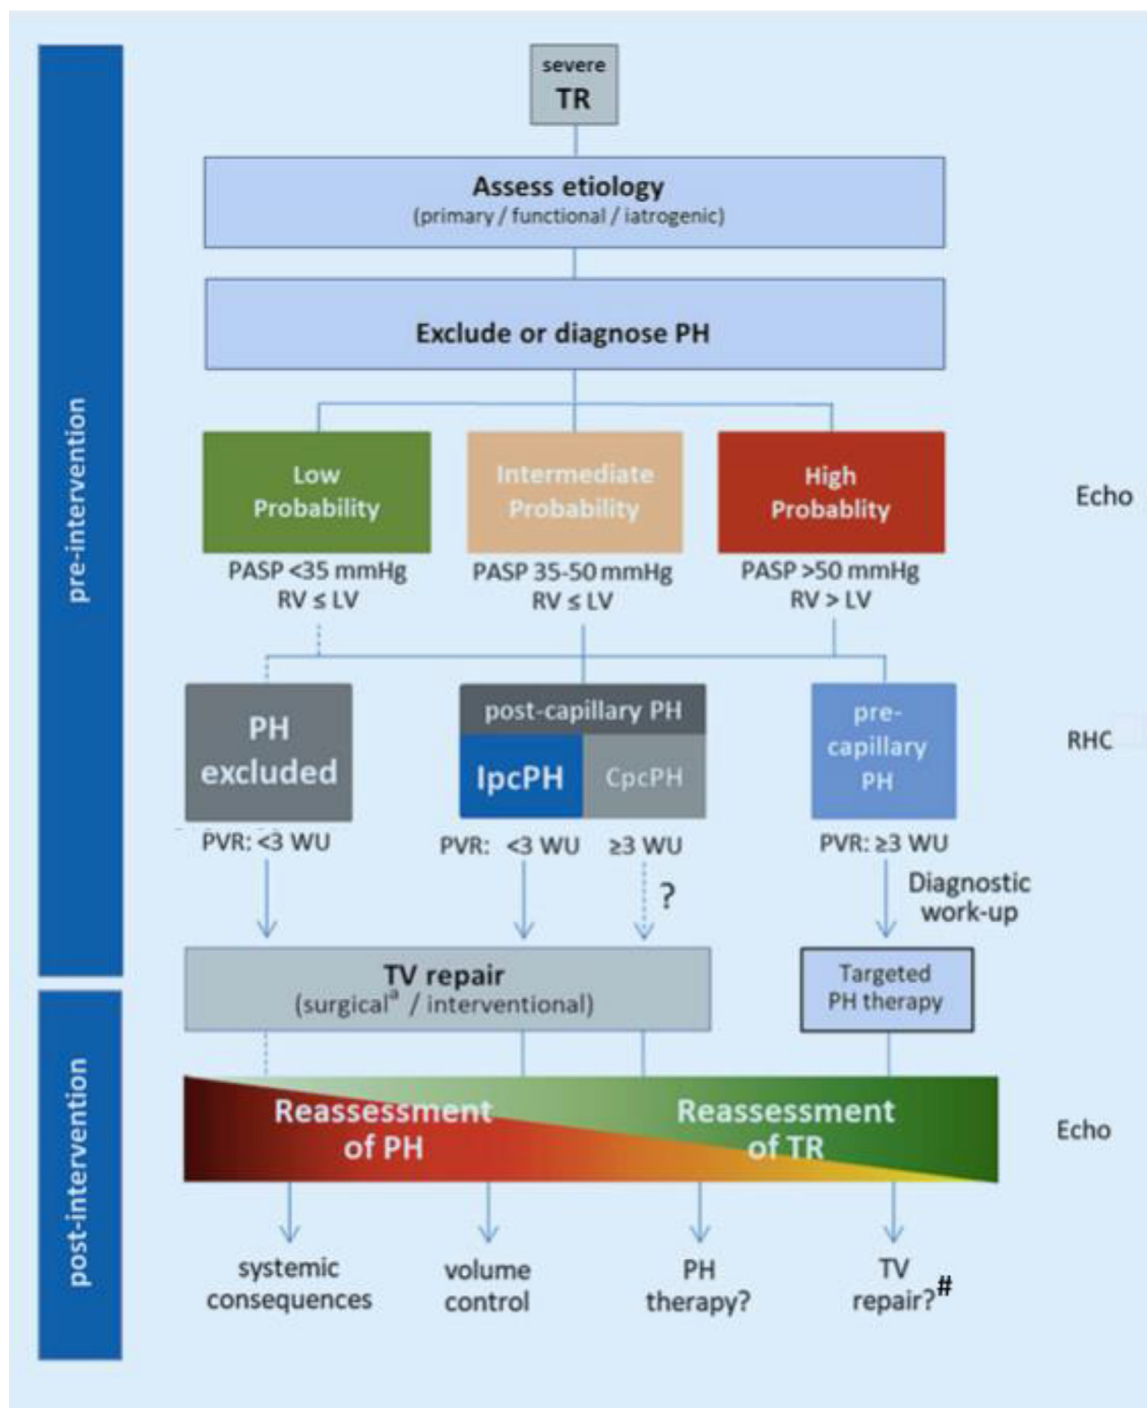 severe
TR
Assess etiology
(primary / functional / iatrogenic)
Exclude or diagnose PH
pre-intervention
Low
Probability
Intermediate
Probability
High
Probablity
Echo
PASP <35 mmHg
RV ≤ LV
PASP 35-50 mmHg
RV ≤ LV
PASP >50 mmHg
RV > LV
PH
excluded
post-capillary PH
IpcPH
CpcPH
pre-
capillary
PH
RHC
PVR: <3 WU
PVR: <3 WU
≥3 WU
PVR: ≥3 WU
?
Diagnostic
work-up
TV repair
(surgicalª / interventional)
Targeted
PH therapy
post-intervention
Reassessment
of PH
Reassessment
of TR
Echo
systemic
consequences
volume
control
PH
therapy?
TV
repair?#